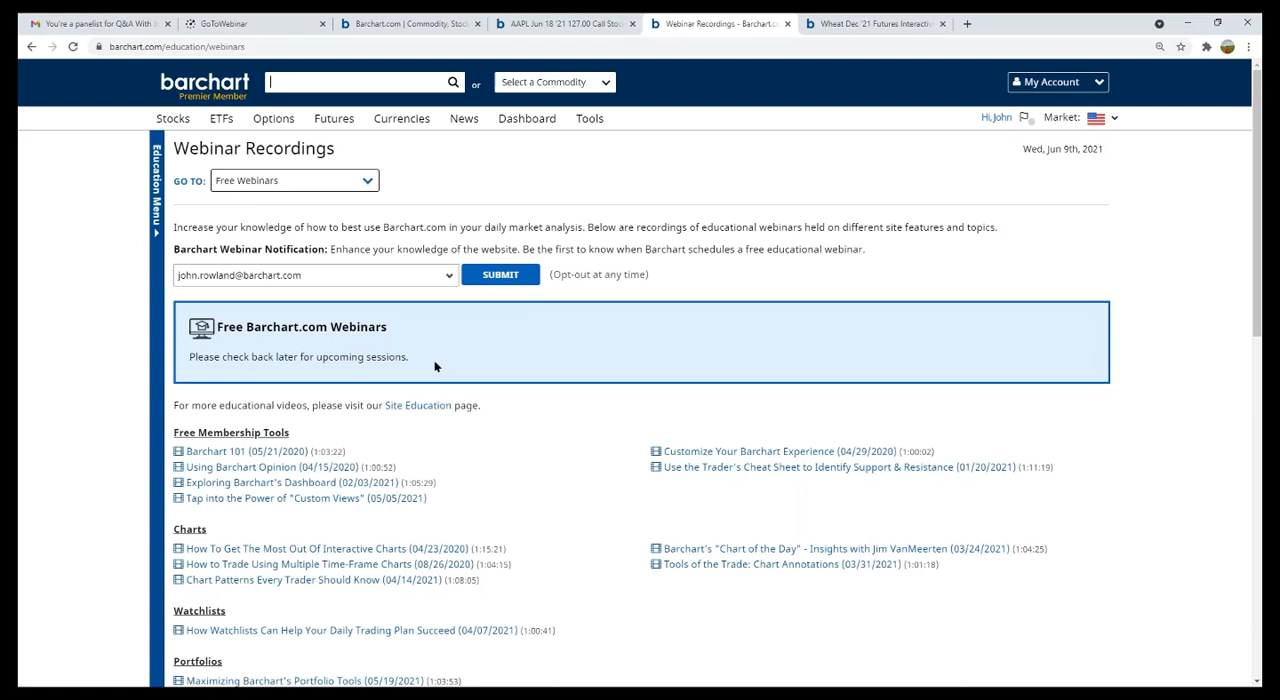 You're a panelist for Q&A With J
GoToWebinar
Barchart.com | Commodity, Stoc
AAPL Jun 18 '21 127.00 Call Stoc
Webinar Recordings - Barchart.c
Wheat Dec '21 Futures Interactiv
barchart.com/education/webinars
barchart
Premier Member
or
Select a Commodity
My Account
Stocks
ETFs
Options
Futures
Currencies
News
Dashboard
Tools
Hi, John
Market:
Education Menu
Webinar Recordings
Wed, Jun 9th, 2021
GO TO: Free Webinars
Increase your knowledge of how to best use Barchart.com in your daily market analysis. Below are recordings of educational webinars held on different site features and topics.
Barchart Webinar Notification: Enhance your knowledge of the website. Be the first to know when Barchart schedules a free educational webinar.
john.rowland@barchart.com
SUBMIT
(Opt-out at any time)
Free Barchart.com Webinars
Please check back later for upcoming sessions.
For more educational videos, please visit our Site Education page.
Free Membership Tools
Barchart 101 (05/21/2020) (1:03:22)
Customize Your Barchart Experience (04/29/2020) (1:00:02)
Using Barchart Opinion (04/15/2020) (1:00:52)
Use the Trader's Cheat Sheet to Identify Support & Resistance (01/20/2021) (1:11:19)
Exploring Barchart's Dashboard (02/03/2021) (1:05:29)
Tap into the Power of "Custom Views" (05/05/2021)
Charts
How To Get The Most Out Of Interactive Charts (04/23/2020) (1:15:21)
Barchart's "Chart of the Day" - Insights with Jim VanMeerten (03/24/2021) (1:04:25)
How to Trade Using Multiple Time-Frame Charts (08/26/2020) (1:04:15)
Tools of the Trade: Chart Annotations (03/31/2021) (1:01:18)
Chart Patterns Every Trader Should Know (04/14/2021) (1:08:05)
Watchlists
How Watchlists Can Help Your Daily Trading Plan Succeed (04/07/2021) (1:00:41)
Portfolios
Maximizing Barchart's Portfolio Tools (05/19/2021) (1:03:53)